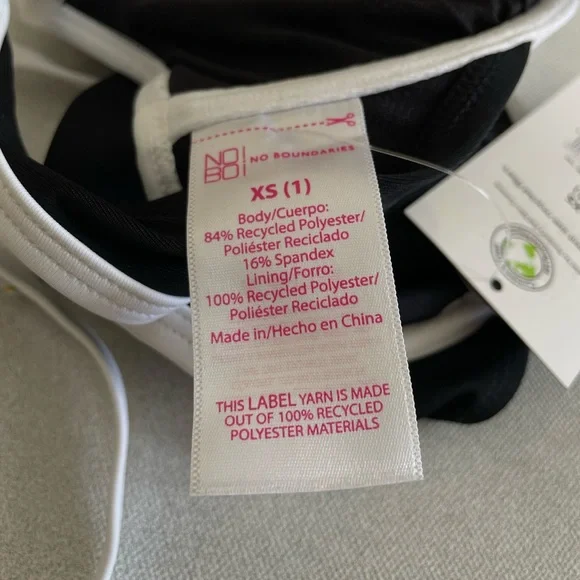 NO
BO
NO BOUNDARIES
XS (1)
Body/Cuerpo:
84% Recycled Polyester/
Poliéster Reciclado
16% Spandex
Lining/Forro:
100% Recycled Polyester/
Poliéster Reciclado
Made in/Hecho en China
THIS LABEL YARN IS MADE
OUT OF 100% RECYCLED
POLYESTER MATERIALS